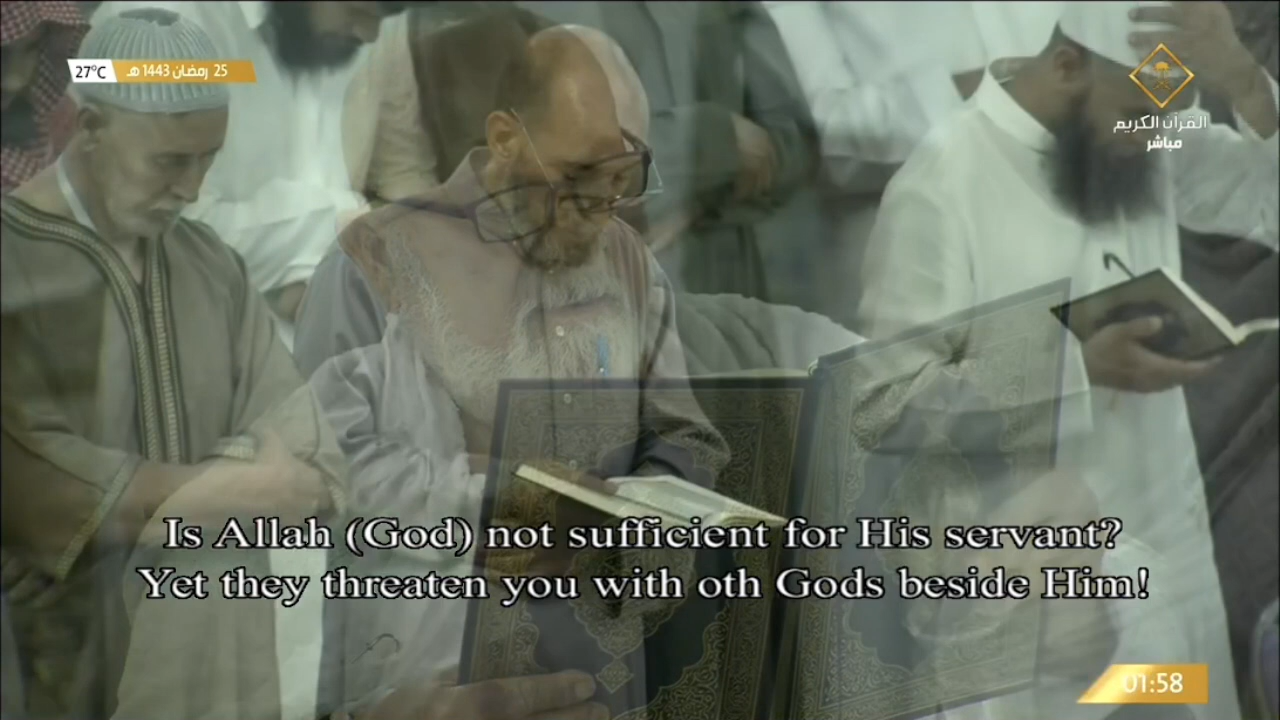 27°C
25 رمضان 1443 هـ
القرآن الكريم
مباشر
Is Allah (God) not sufficient for His servant?
Yet they threaten you with oth Gods beside Him!
01:58